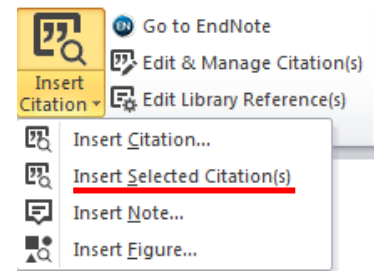 Go to EndNote
Edit & Manage Citation(s)
Edit Library Reference(s)
Insert
Citation
Insert Citation...
Insert Selected Citation(s)
Insert Note...
Insert Figure...